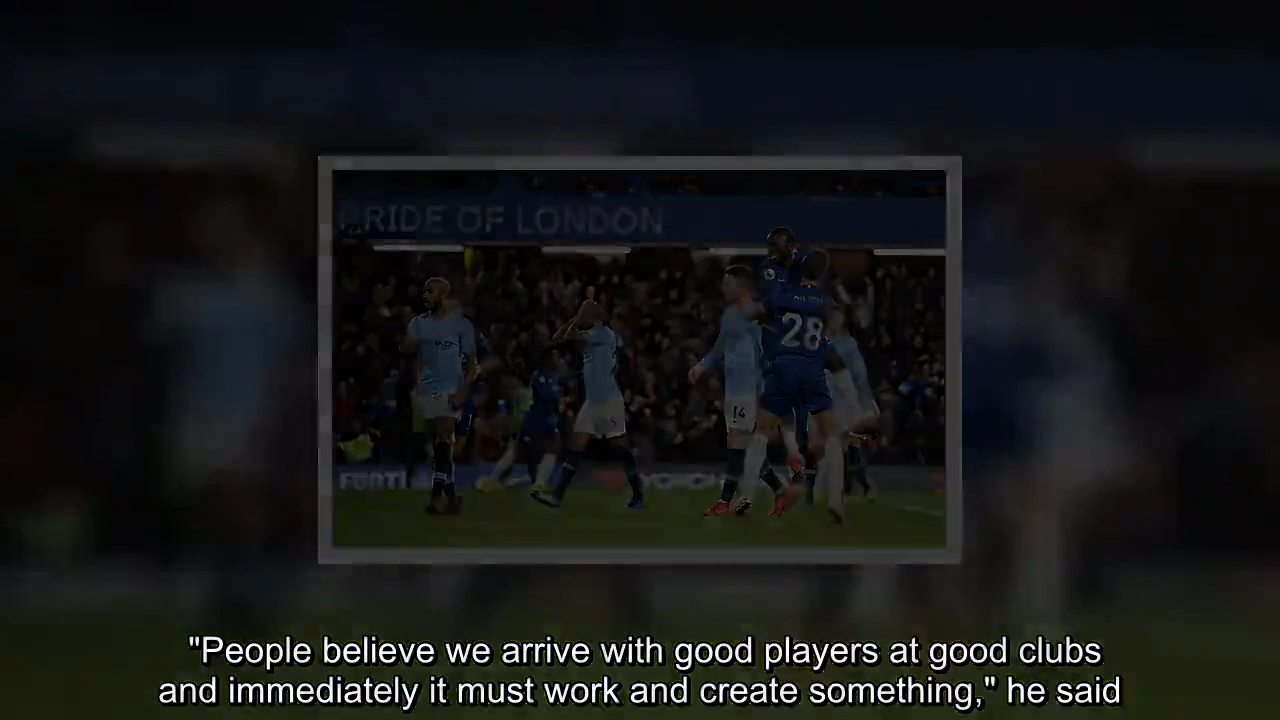 PRIDE OF LONDON
28
14
"People believe we arrive with good players at good clubs
and immediately it must work and create something," he said